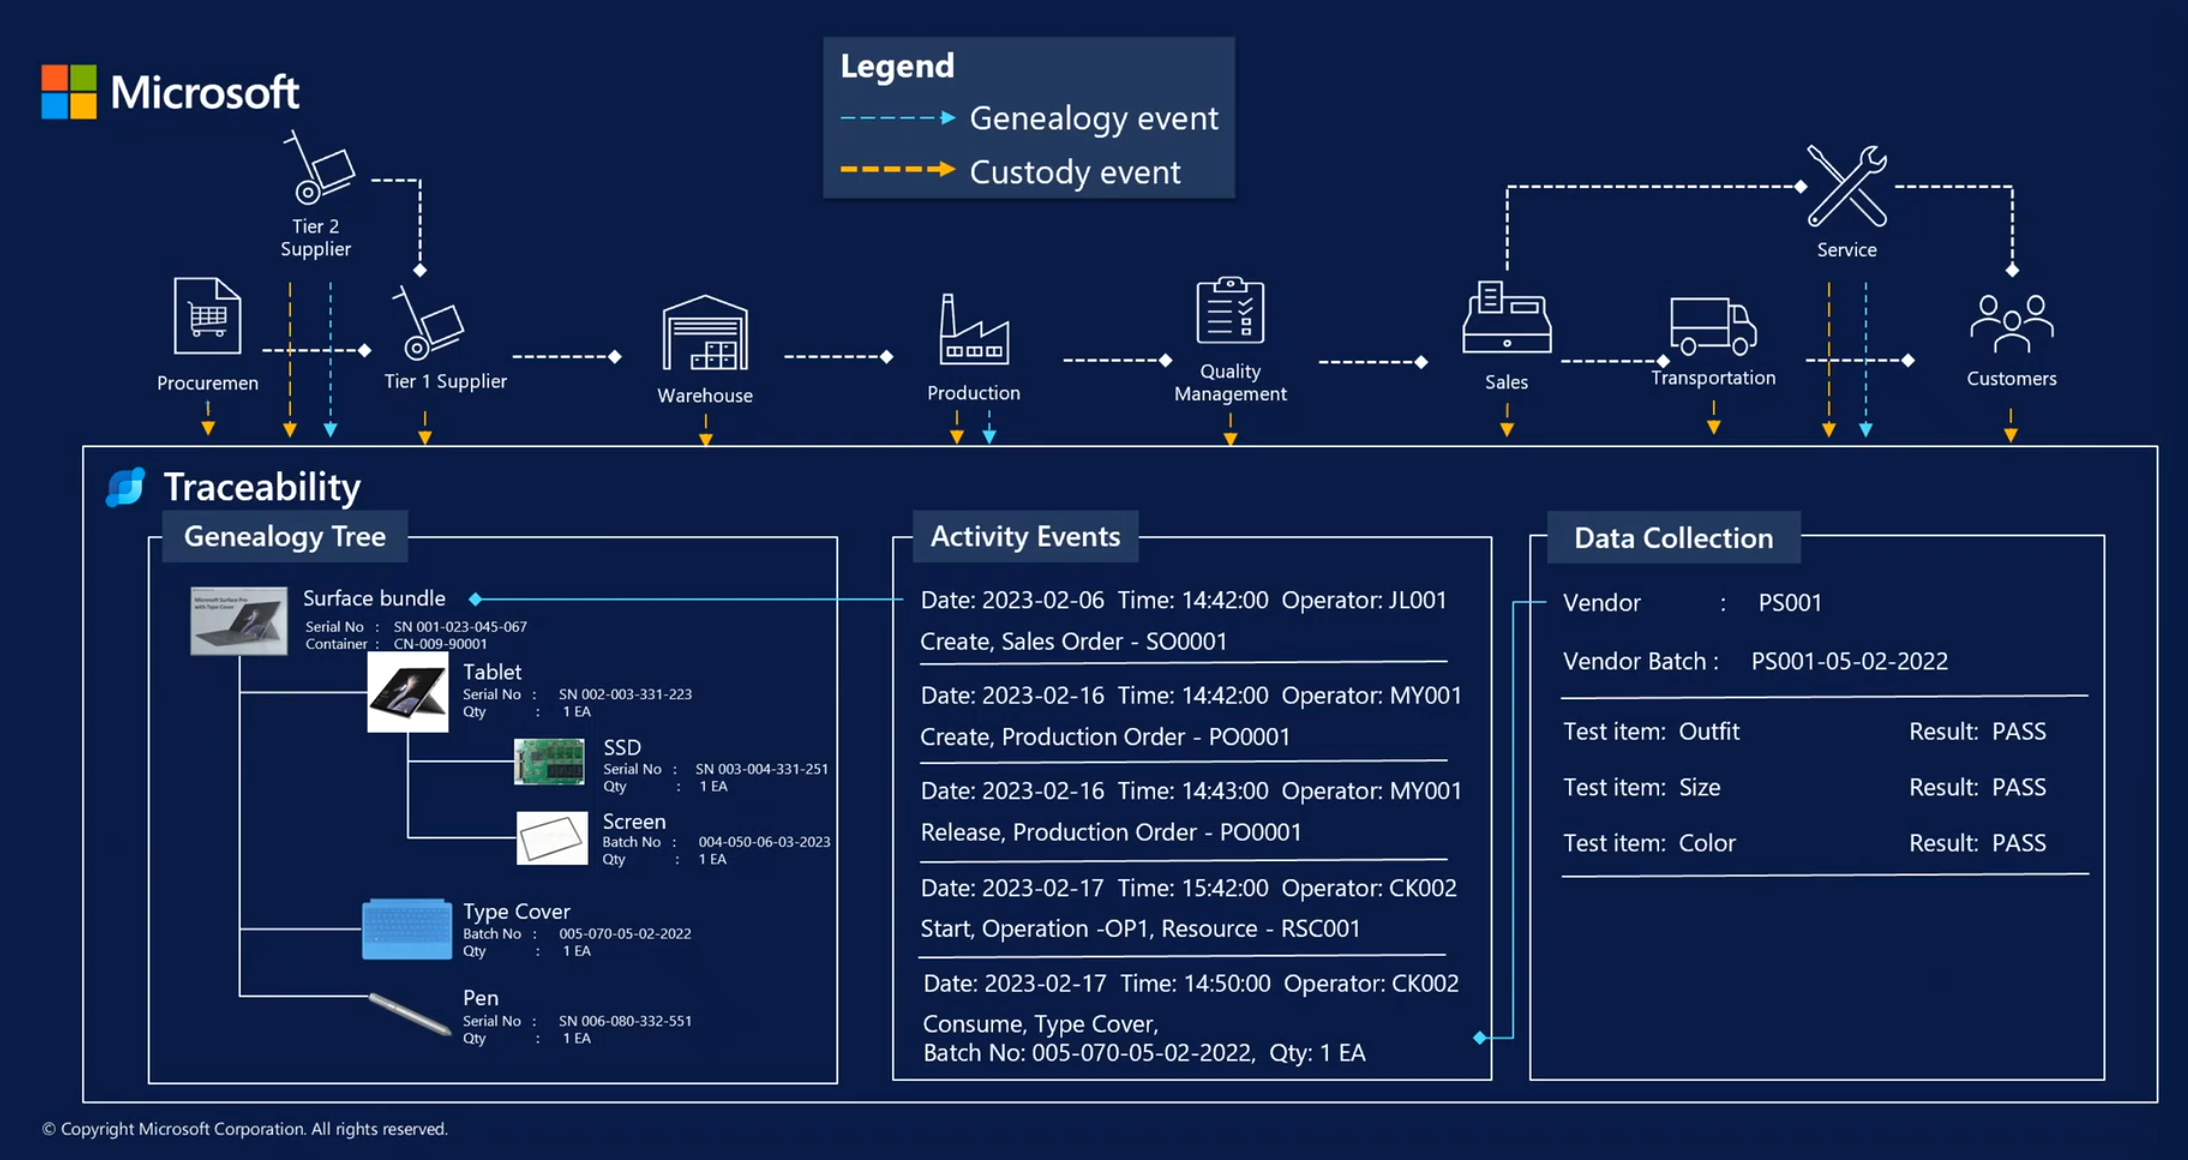 Microsoft
Legend
Genealogy event
Custody event
Tier 2
Supplier
Service
Procuremen
Tier 1 Supplier
Warehouse
Production
Quality
Management
Sales
Transportation
Customers
Traceability
Genealogy Tree
Surface bundle
Serial No : SN 001-023-045-067
Container : CN-009-90001
Tablet
Serial No : SN 002-003-331-223
Qty : 1 EA
SSD
Serial No : SN 003-004-331-251
Qty : 1 EA
Screen
Batch No : 004-050-06-03-2023
Qty : 1 EA
Type Cover
Batch No : 005-070-05-02-2022
Qty : 1 EA
Pen
Serial No : SN 006-080-332-551
Qty : 1 EA
Activity Events
Date: 2023-02-06 Time: 14:42:00 Operator: JL001
Create, Sales Order - SO0001
Date: 2023-02-16 Time: 14:42:00 Operator: MY001
Create, Production Order - PO0001
Date: 2023-02-16 Time: 14:43:00 Operator: MY001
Release, Production Order - PO0001
Date: 2023-02-17 Time: 15:42:00 Operator: CK002
Start, Operation -OP1, Resource - RSC001
Date: 2023-02-17 Time: 14:50:00 Operator: CK002
Consume, Type Cover,
Batch No: 005-070-05-02-2022, Qty: 1 EA
Data Collection
Vendor : PS001
Vendor Batch : PS001-05-02-2022
Test item: Outfit Result: PASS
Test item: Size Result: PASS
Test item: Color Result: PASS
© Copyright Microsoft Corporation. All rights reserved.